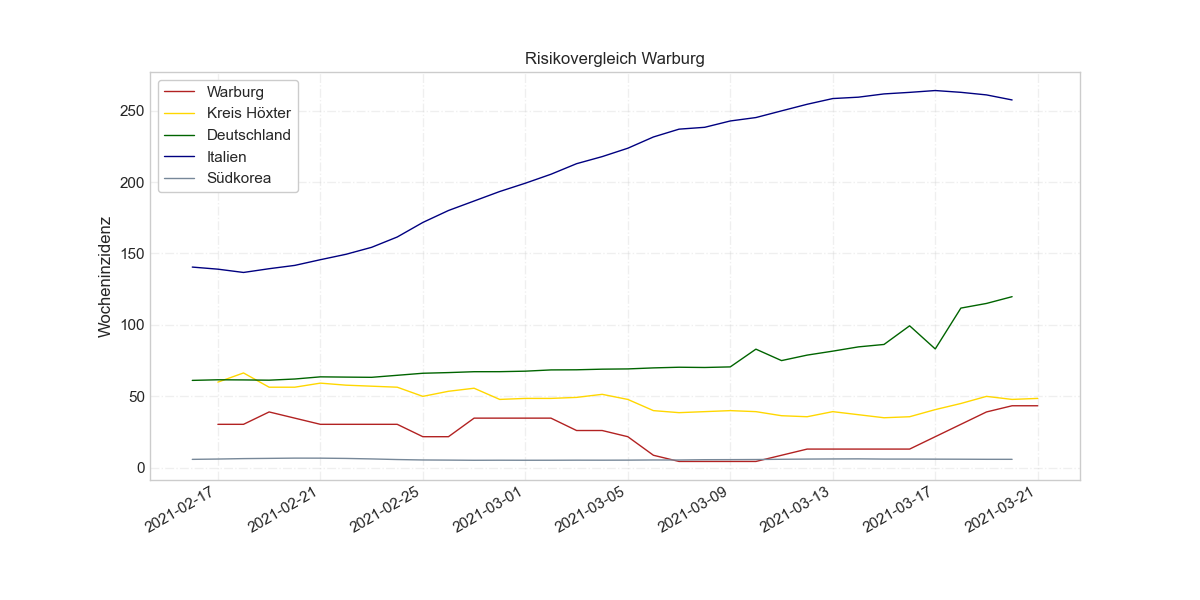 Risikovergleich Warburg
Warburg
Kreis Höxter
Deutschland
Italien
Südkorea
Wocheninzidenz
250
200
150
100
50
0
2021-02-17
2021-02-21
2021-02-25
2021-03-01
2021-03-05
2021-03-09
2021-03-13
2021-03-17
2021-03-21